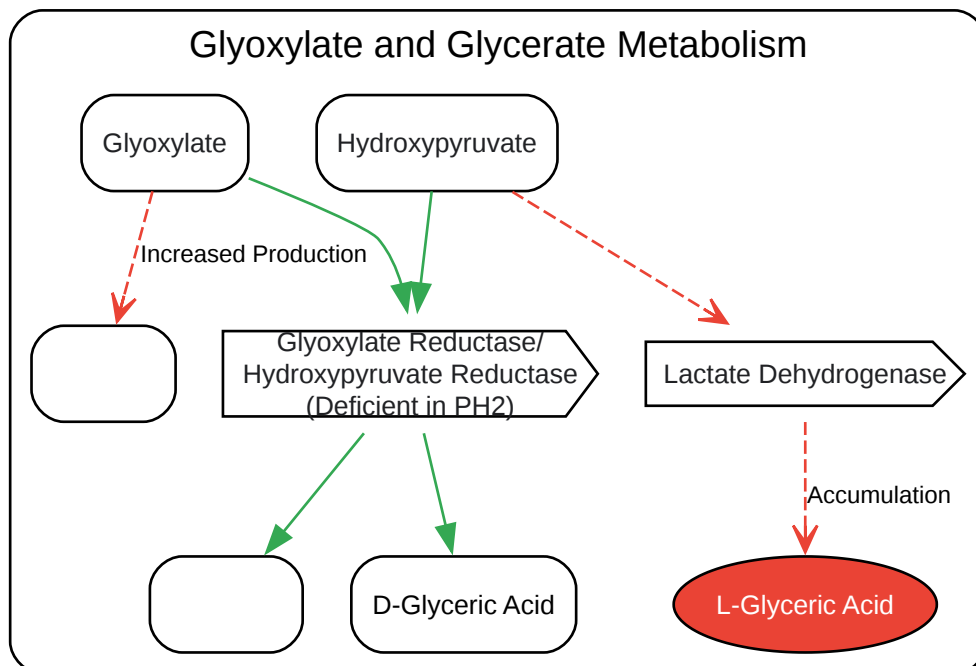 Glyoxylate and Glycerate Metabolism
Glyoxylate
Hydroxypyruvate
Increased Production
Glyoxylate Reductase/
Hydroxypyruvate Reductase
(Deficient in PH2)
Lactate Dehydrogenase
Accumulation
D-Glyceric Acid
L-Glyceric Acid